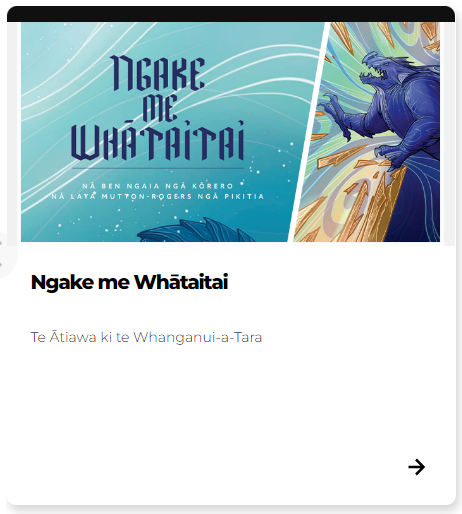 NGAKE
ME
WHĀTAITAI
NĀ BEN NGAIA NGĀ KŌRERO
NĀ LAYA MUTTON-ROGERS NGĀ PIKITIA
Ngake me Whātaitai
Te Ātiawa ki te Whanganui-a-Tara